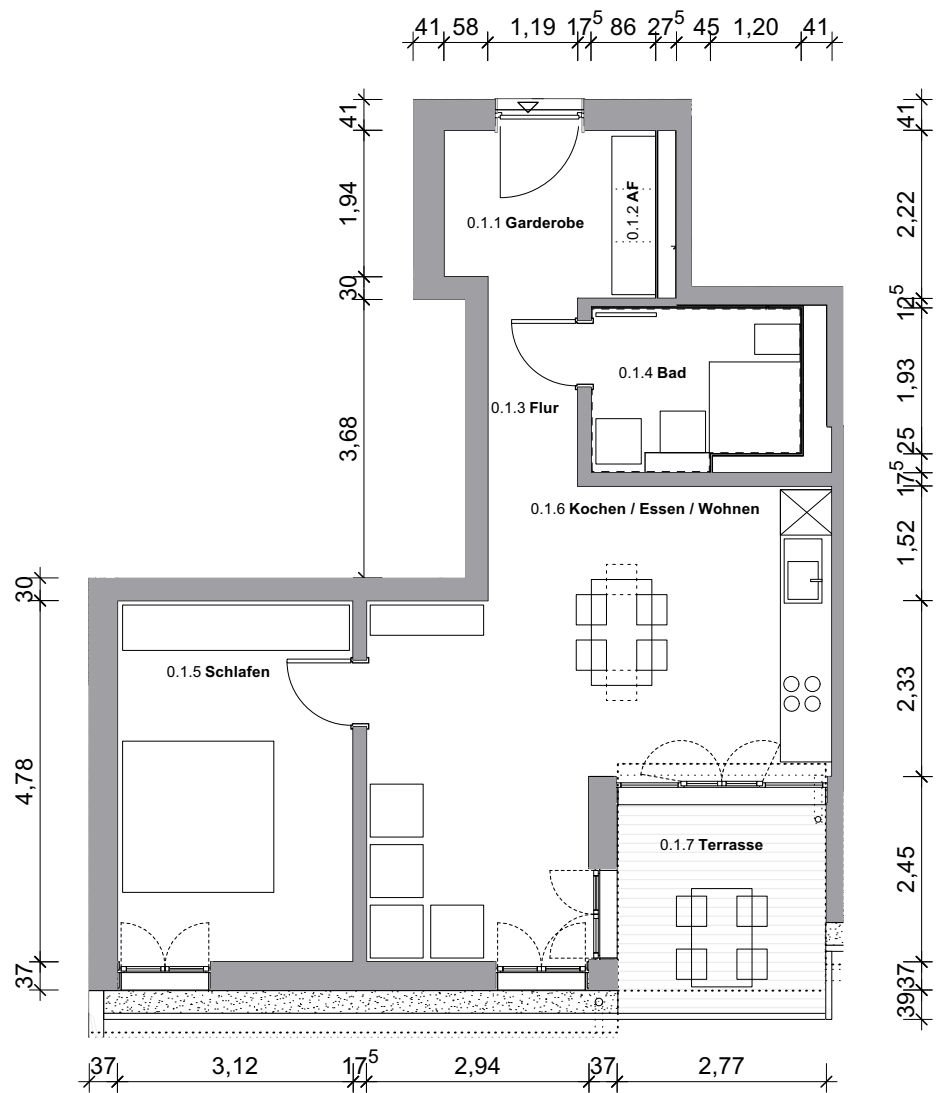 41 58 1,19 17⁵ 86 27⁵ 45 1,20 41
41
1,94
30
3,68
30
4,78
37
0.1.1 Garderobe
0.1.2 AF
0.1.4 Bad
0.1.3 Flur
0.1.6 Kochen / Essen / Wohnen
0.1.5 Schlafen
0.1.7 Terrasse
41
2,22
12⁵
1,93
25
17⁵
1,52
2,33
2,45
37
39
37 3,12 17⁵ 2,94 37 2,77